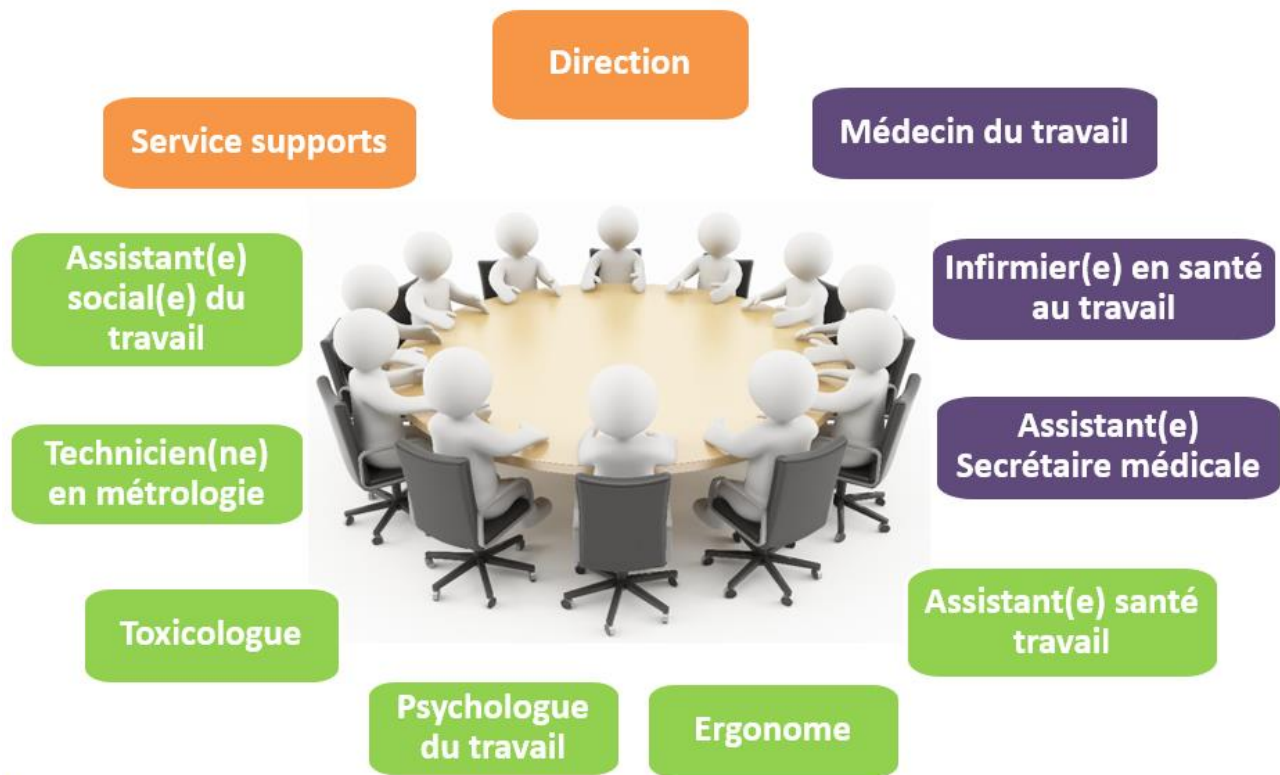 Direction
Service supports
Médecin du travail
Assistant(e)
social(e) du
travail
Infirmier(e) en santé
au travail
Technicien(ne)
en métrologie
Assistant(e)
Secrétaire médicale
Toxicologue
Assistant(e) santé
travail
Psychologue
du travail
Ergonome